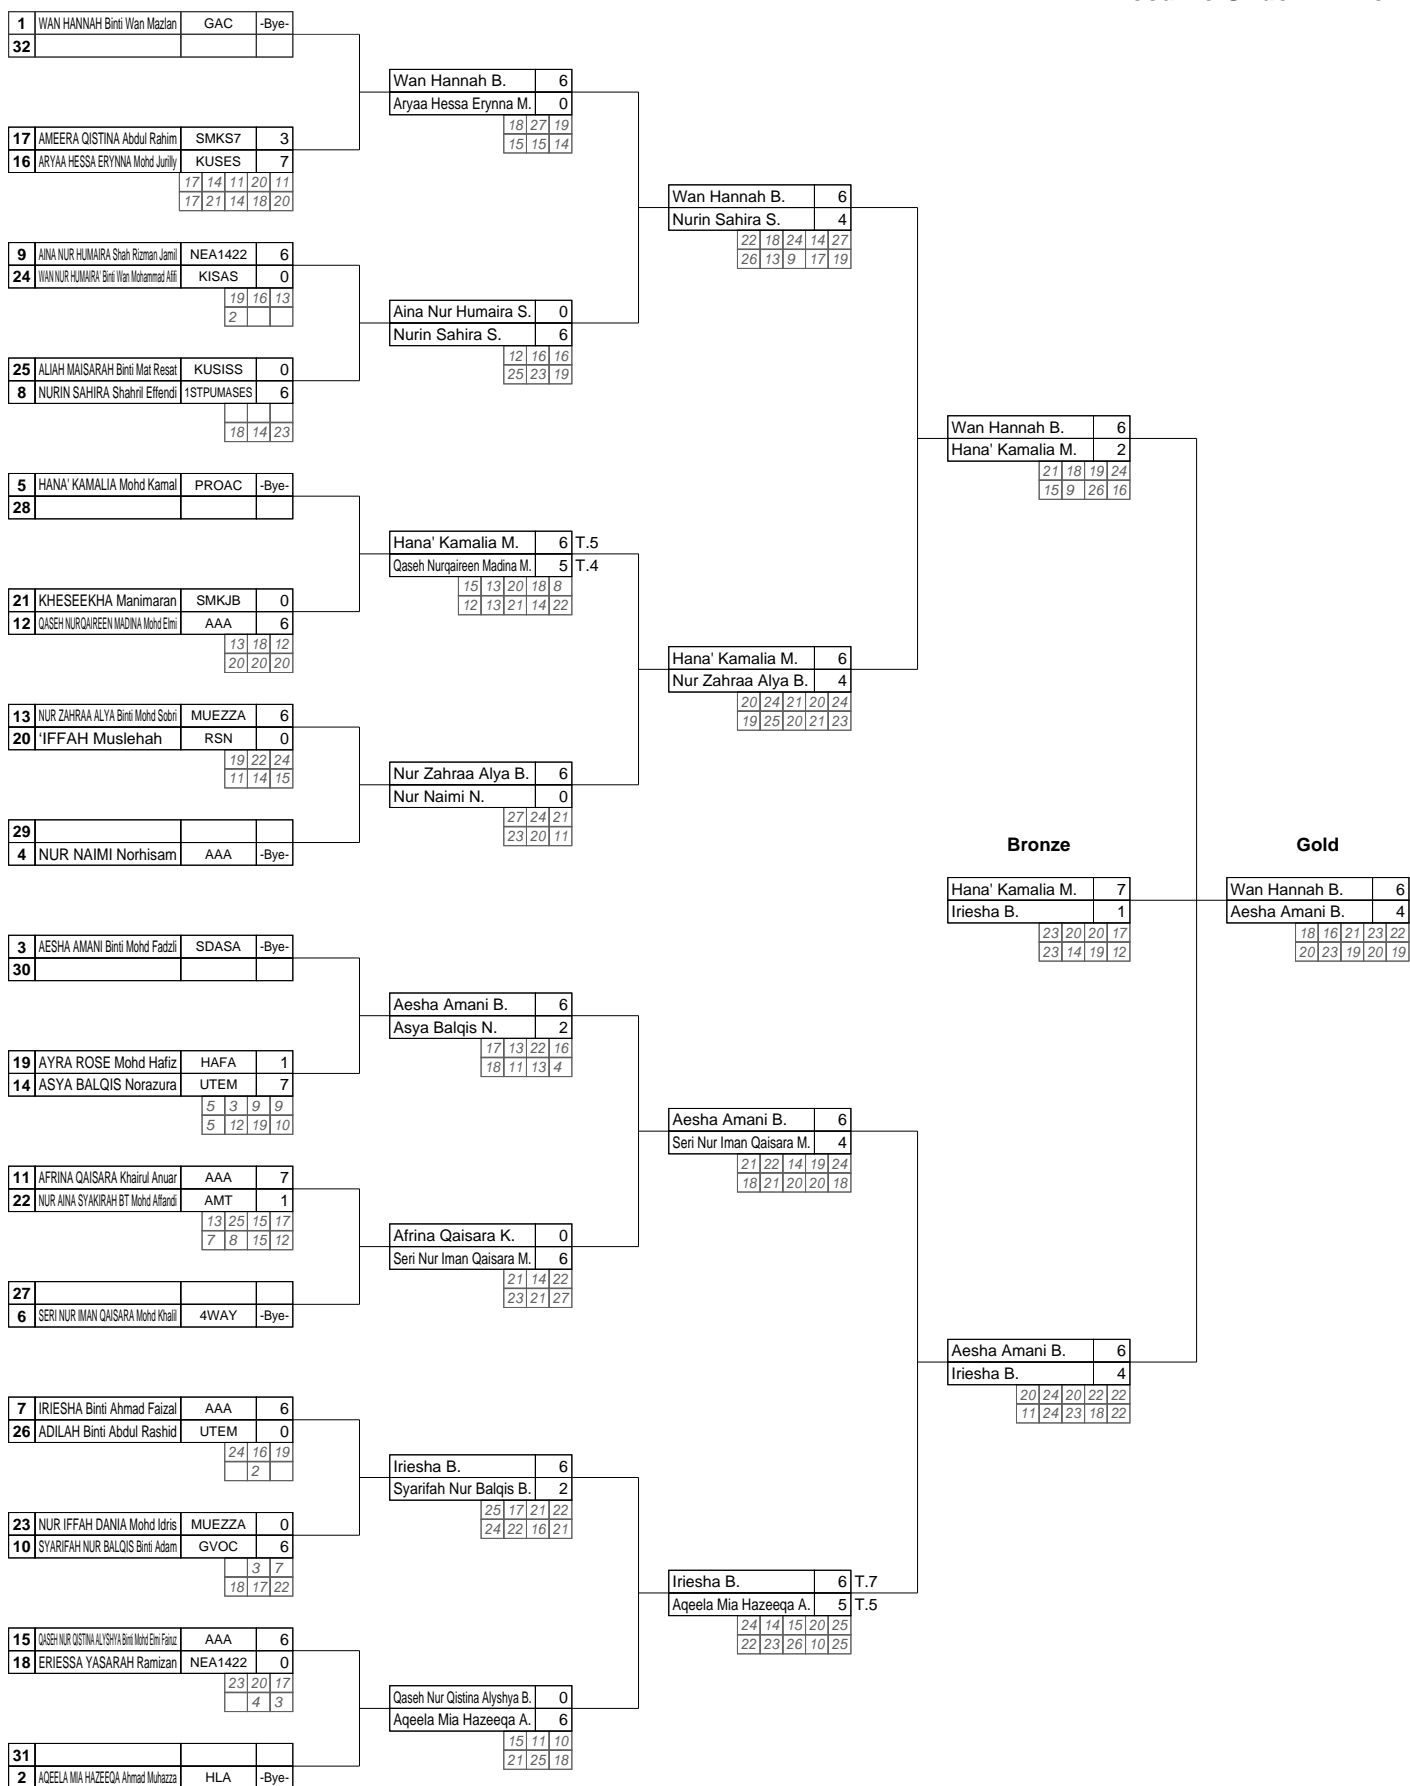 1 WAN HANNAH Binti Wan Mazlan GAC -Bye-
32
Wan Hannah B. 6
Aryaa Hessa Erynna M. 0
18 27 19
15 15 14
17 AMEERA QISTINA Abdul Rahim SMKS7 3
16 ARYAA HESSA ERYNNA Mohd Jurilly KUSES 7
17 14 11 20 11
17 21 14 18 20
Wan Hannah B. 6
Nurin Sahira S. 4
22 18 24 14 27
26 13 9 17 19
9 AINA NUR HUMAIRA Shah Rizman Jamil NEA1422 6
24 WAN NUR HUMAIRA' Binti Wan Mohammad Afifi KISAS 0
19 16 13
2
Aina Nur Humaira S. 0
Nurin Sahira S. 6
12 16 16
25 23 19
25 ALIAH MAISARAH Binti Mat Resat KUSISS 0
8 NURIN SAHIRA Shahril Effendi 1STPUMASES 6
18 14 23
Wan Hannah B. 6
Hana' Kamalia M. 2
21 18 19 24
15 9 26 16
5 HANA' KAMALIA Mohd Kamal PROAC -Bye-
28
Hana' Kamalia M. 6 T.5
Qaseh Nurqaireen Madina M. 5 T.4
15 13 20 18 8
12 13 21 14 22
21 KHESEEKHA Manimaran SMKJB 0
12 QASEH NURQAIREEN MADINA Mohd Elmi AAA 6
13 18 12
20 20 20
Hana' Kamalia M. 6
Nur Zahraa Alya B. 4
20 24 21 20 24
19 25 20 21 23
13 NUR ZAHRAA ALYA Binti Mohd Sobri MUEZZA 6
20 'IFFAH Muslehah RSN 0
19 22 24
11 14 15
Nur Zahraa Alya B. 6
Nur Naimi N. 0
27 24 21
23 20 11
29
4 NUR NAIMI Norhisam AAA -Bye-
Bronze Gold
Hana' Kamalia M. 7
Iriesha B. 1
23 20 20 17
23 14 19 12
Wan Hannah B. 6
Aesha Amani B. 4
18 16 21 23 22
20 23 19 20 19
3 AESHA AMANI Binti Mohd Fadzli SDASA -Bye-
30
Aesha Amani B. 6
Asya Balqis N. 2
17 13 22 16
18 11 13 4
19 AYRA ROSE Mohd Hafiz HAFA 1
14 ASYA BALQIS Norazura UTEM 7
5 3 9 9
5 12 19 10
Aesha Amani B. 6
Seri Nur Iman Qaisara M. 4
21 22 14 19 24
18 21 20 20 18
11 AFRINA QAISARA Khairul Anuar AAA 7
22 NUR AINA SYAKIRAH BT Mohd Affandi AMT 1
13 25 15 17
7 8 15 12
Afrina Qaisara K. 0
Seri Nur Iman Qaisara M. 6
21 14 22
23 21 27
27
6 SERI NUR IMAN QAISARA Mohd Khalil 4WAY -Bye-
Aesha Amani B. 6
Iriesha B. 4
20 24 20 22 22
11 24 23 18 22
7 IRIESHA Binti Ahmad Faizal AAA 6
26 ADILAH Binti Abdul Rashid UTEM 0
24 16 19
2
Iriesha B. 6
Syarifah Nur Balqis B. 2
25 17 21 22
24 22 16 21
23 NUR IFFAH DANIA Mohd Idris MUEZZA 0
10 SYARIFAH NUR BALQIS Binti Adam GVOC 6
3 7
18 17 22
Iriesha B. 6 T.7
Aqeela Mia Hazeeqa A. 5 T.5
24 14 15 20 25
22 23 26 10 25
15 QASEH NUR QISTINA ALYSHYA Binti Mohd Elmi Fairuz AAA 6
18 ERIESSA YASARAH Ramizan NEA1422 0
23 20 17
4 3
Qaseh Nur Qistina Alyshya B. 0
Aqeela Mia Hazeeqa A. 6
15 11 10
21 25 18
31
2 AQEELA MIA HAZEEQA Ahmad Muhazza HLA -Bye-